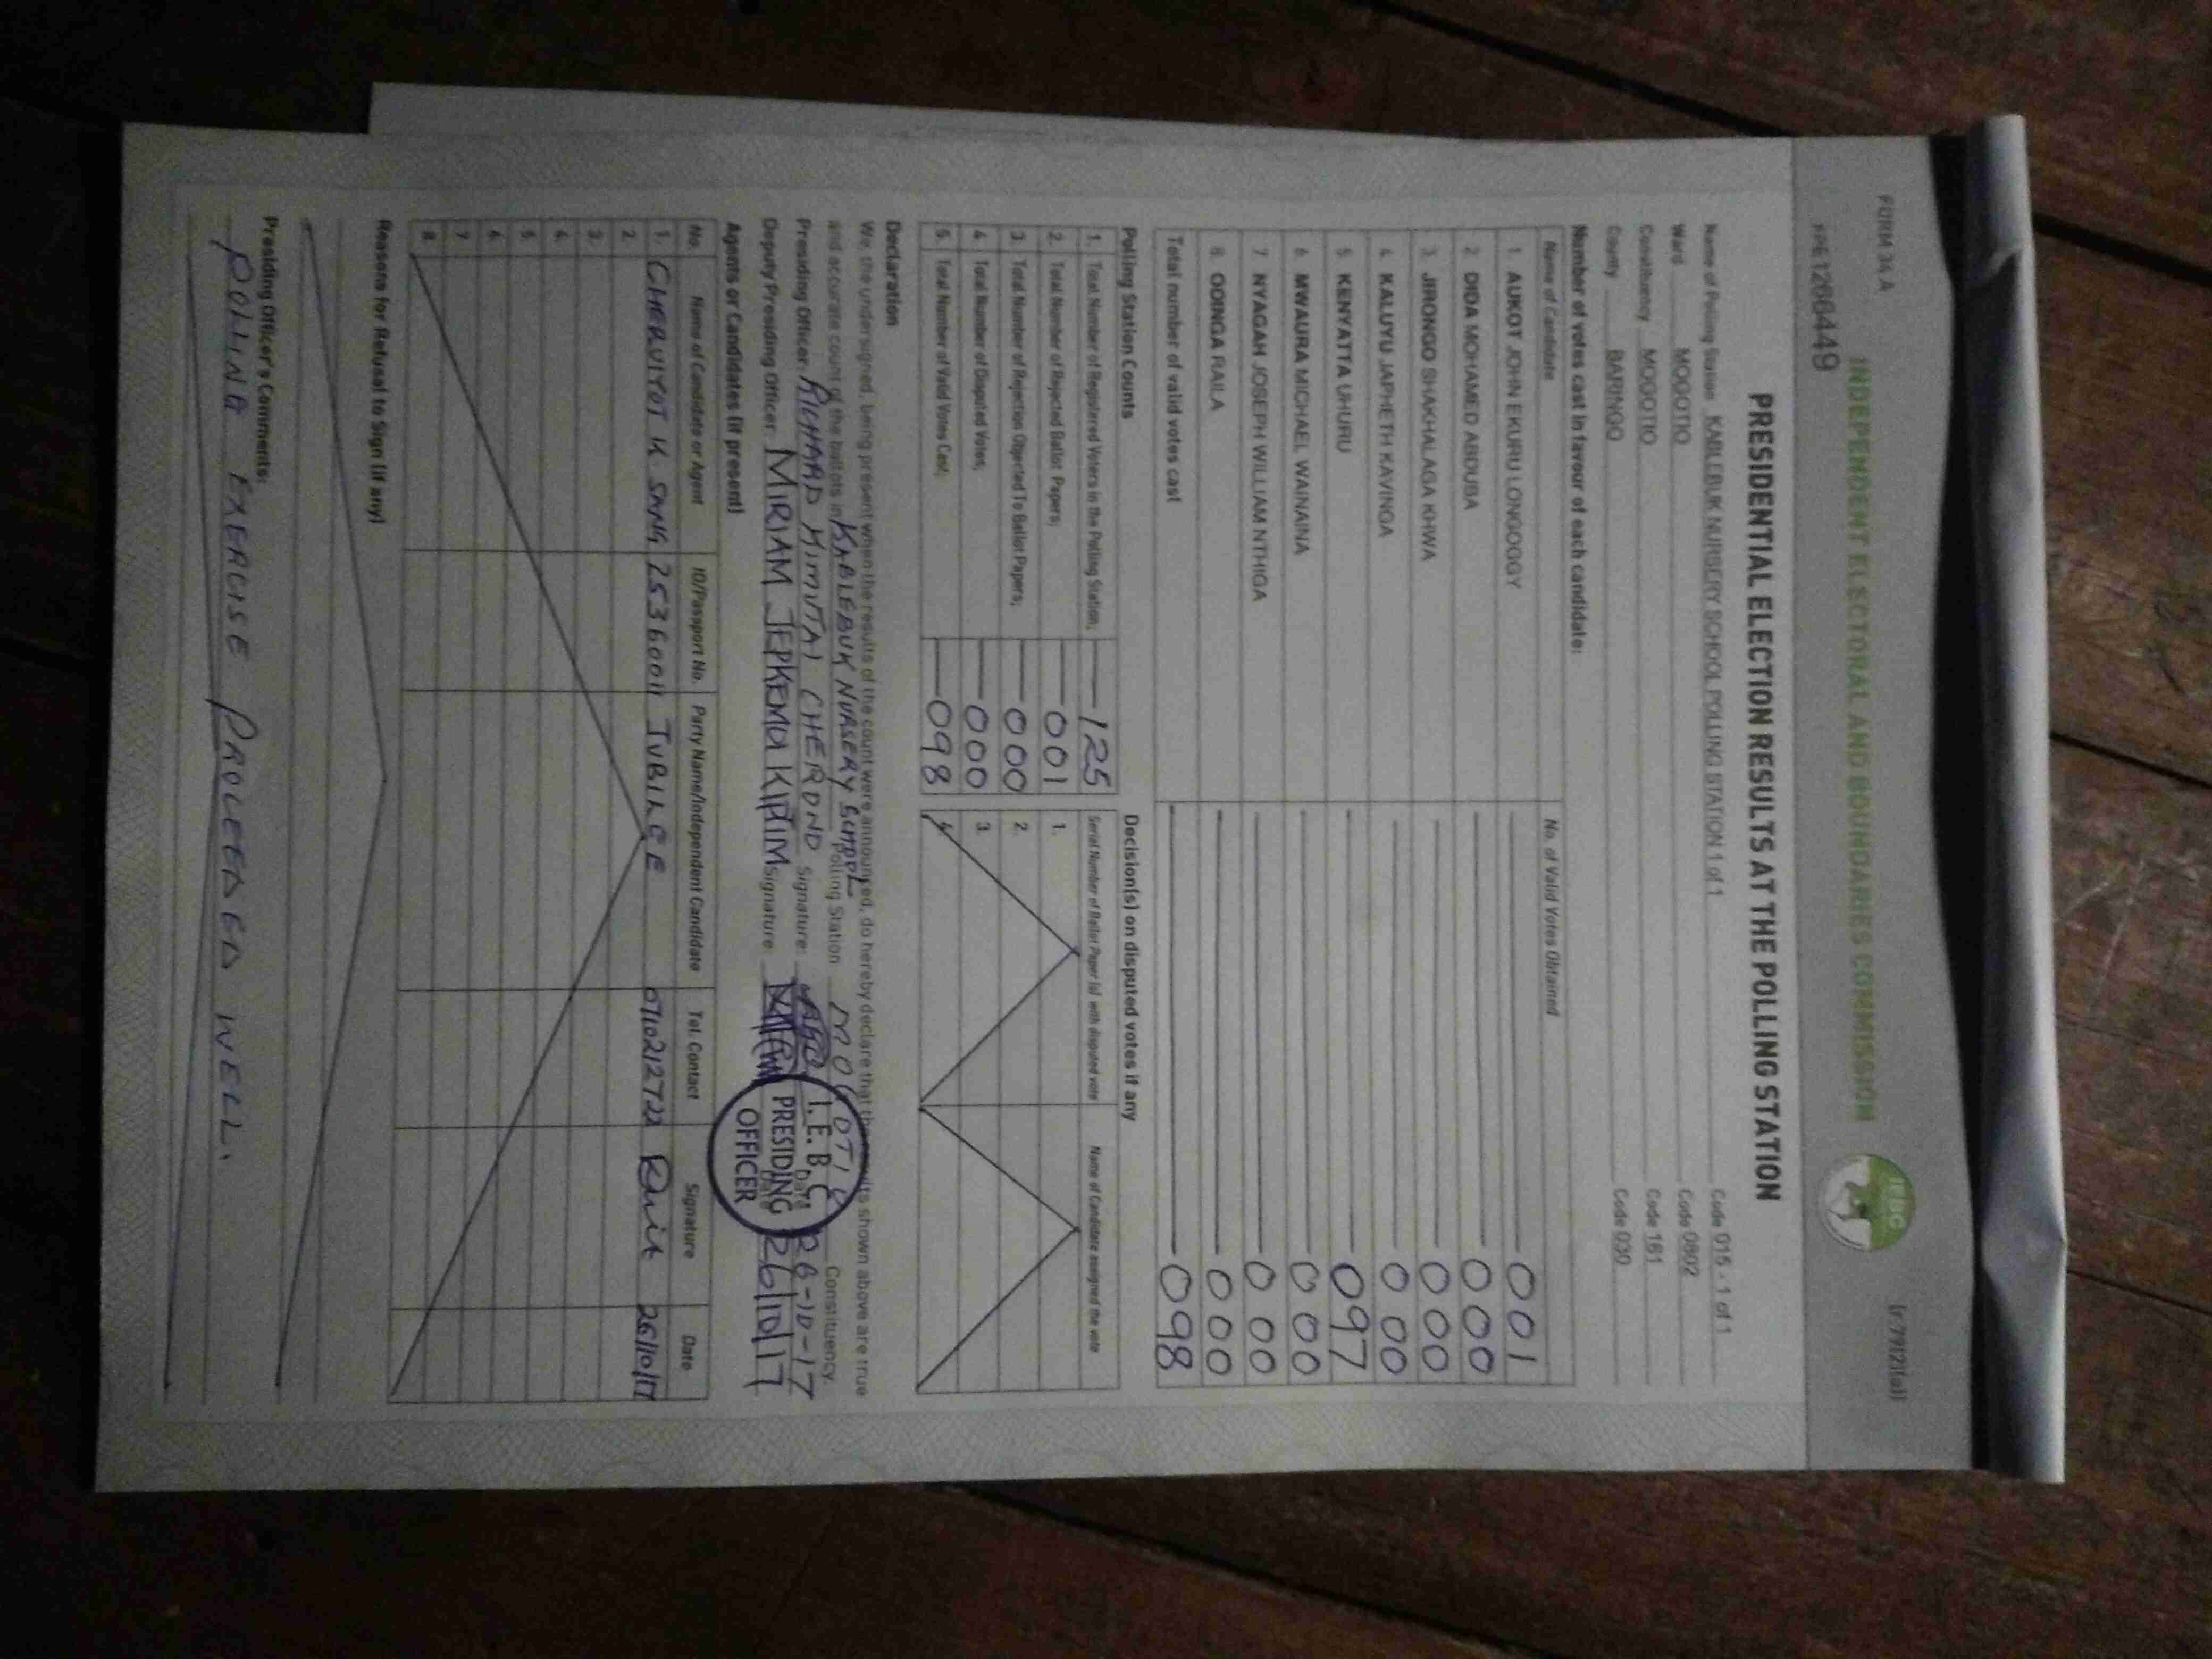 FORM 34 A
[r.79(2)(a)]
INDEPENDENT ELECTORAL AND BOUNDARIES COMMISSION
IEBC
PRESIDENTIAL ELECTION RESULTS AT THE POLLING STATION
Name of Polling Station KABLEBUK NURSERY SCHOOL POLLING STATION 1 of 1 Code 015 - 1 of 1
Ward MOGOTIO Code 0802
Constituency MOGOTIO Code 161
County BARINGO Code 030
Number of votes cast in favour of each candidate:
Name of Candidate No. of Valid Votes Obtained
1. AUKOT JOHN EKURU LONGOGGY 001
2. DIDA MOHAMED ABDUBA 000
3. JIRONGO SHAKHALAGA KHWA 000
4. KALUYU JAPHETH KAVINGA 000
5. KENYATTA UHURU 097
6. MWAURA MICHAEL WAINAINA 000
7. NYAGAH JOSEPH WILLIAM NTHIGA 000
8. ODINGA RAILA 000
Total number of valid votes cast 098
Polling Station Counts
1. Total Number of Registered Voters in the Polling Station; 125
2. Total Number of Rejected Ballot Papers; 001
3. Total Number of Rejection Objected To Ballot Papers; 000
4. Total Number of Disputed Votes; 000
5. Total Number of Valid Votes Cast; 098
Decision(s) on disputed votes if any
Serial Number of Ballot Paper (s) with disputed vote Name of Candidate assigned the vote
1.
2.
3.
4.
Declaration
We, the undersigned, being present when the results of the count were announced, do hereby declare that the results shown above are true
and accurate count of the ballots in KABLEBUK NURSERY SCHOOL Polling Station MOGOTIO Constituency.
Presiding Officer: RICHARD KIMUTAI CHERONO Signature: Date 26-10-17
Deputy Presiding Officer: MIRIAM JEPKEMOI KIPTIM Signature: Date 26/10/17
I.E.B.C
PRESIDING
OFFICER
Agents or Candidates (if present)
No. Name of Candidate or Agent ID/Passport No. Party Name/Independent Candidate Tel. Contact Signature Date
1. CHERUIYOT K SANG 25360011 JUBILEE 0710212722 26/10/17
2.
3.
4.
5.
6.
7.
8.
Reasons for Refusal to Sign (if any)
Presiding Officer's Comments:
POLLING EXERCISE PROCEEDED WELL.